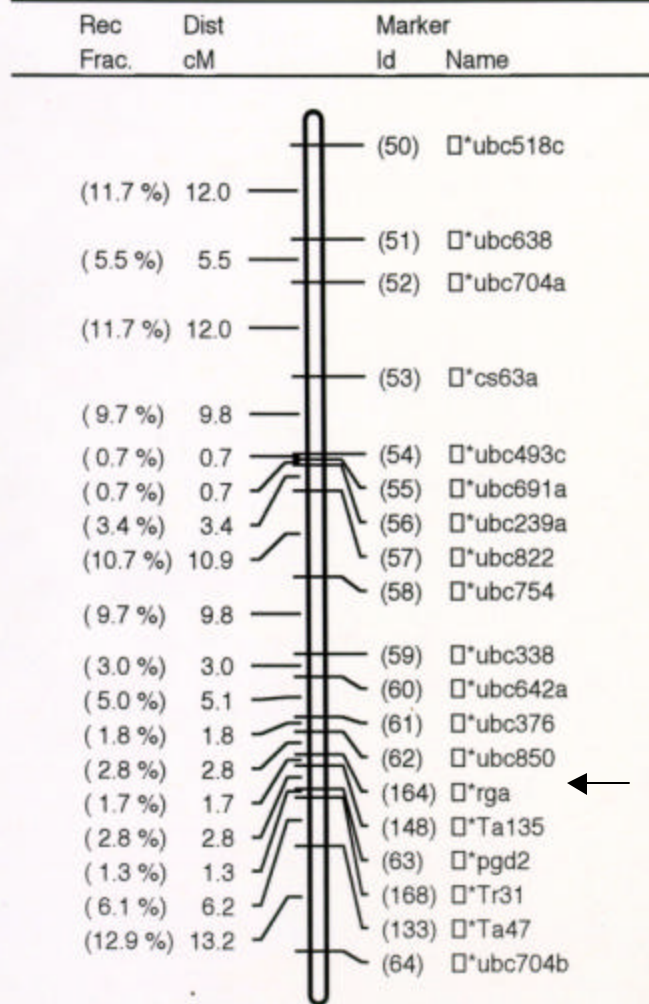 Rec Dist Marker
Frac. cM Id Name
(50) ▯*ubc518c
(11.7 %) 12.0
(51) ▯*ubc638
( 5.5 %) 5.5
(52) ▯*ubc704a
(11.7 %) 12.0
(53) ▯*cs63a
( 9.7 %) 9.8
( 0.7 %) 0.7 (54) ▯*ubc493c
( 0.7 %) 0.7 (55) ▯*ubc691a
( 3.4 %) 3.4 (56) ▯*ubc239a
(10.7 %) 10.9 (57) ▯*ubc822
(58) ▯*ubc754
( 9.7 %) 9.8
( 3.0 %) 3.0 (59) ▯*ubc338
( 5.0 %) 5.1 (60) ▯*ubc642a
( 1.8 %) 1.8 (61) ▯*ubc376
( 2.8 %) 2.8 (62) ▯*ubc850
( 1.7 %) 1.7 (164) ▯*rga
( 2.8 %) 2.8 (148) ▯*Ta135
( 1.3 %) 1.3 (63) ▯*pgd2
( 6.1 %) 6.2 (168) ▯*Tr31
(12.9 %) 13.2 (133) ▯*Ta47
(64) ▯*ubc704b